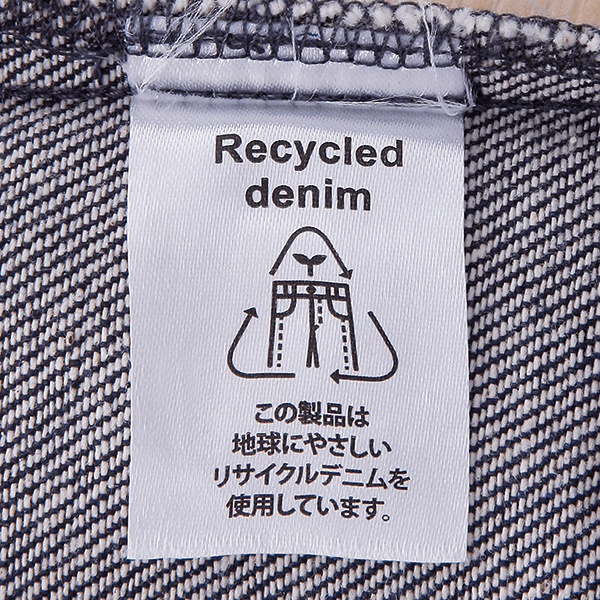 Recycled
denim
この製品は
地球にやさしい
リサイクルデニムを
使用しています。